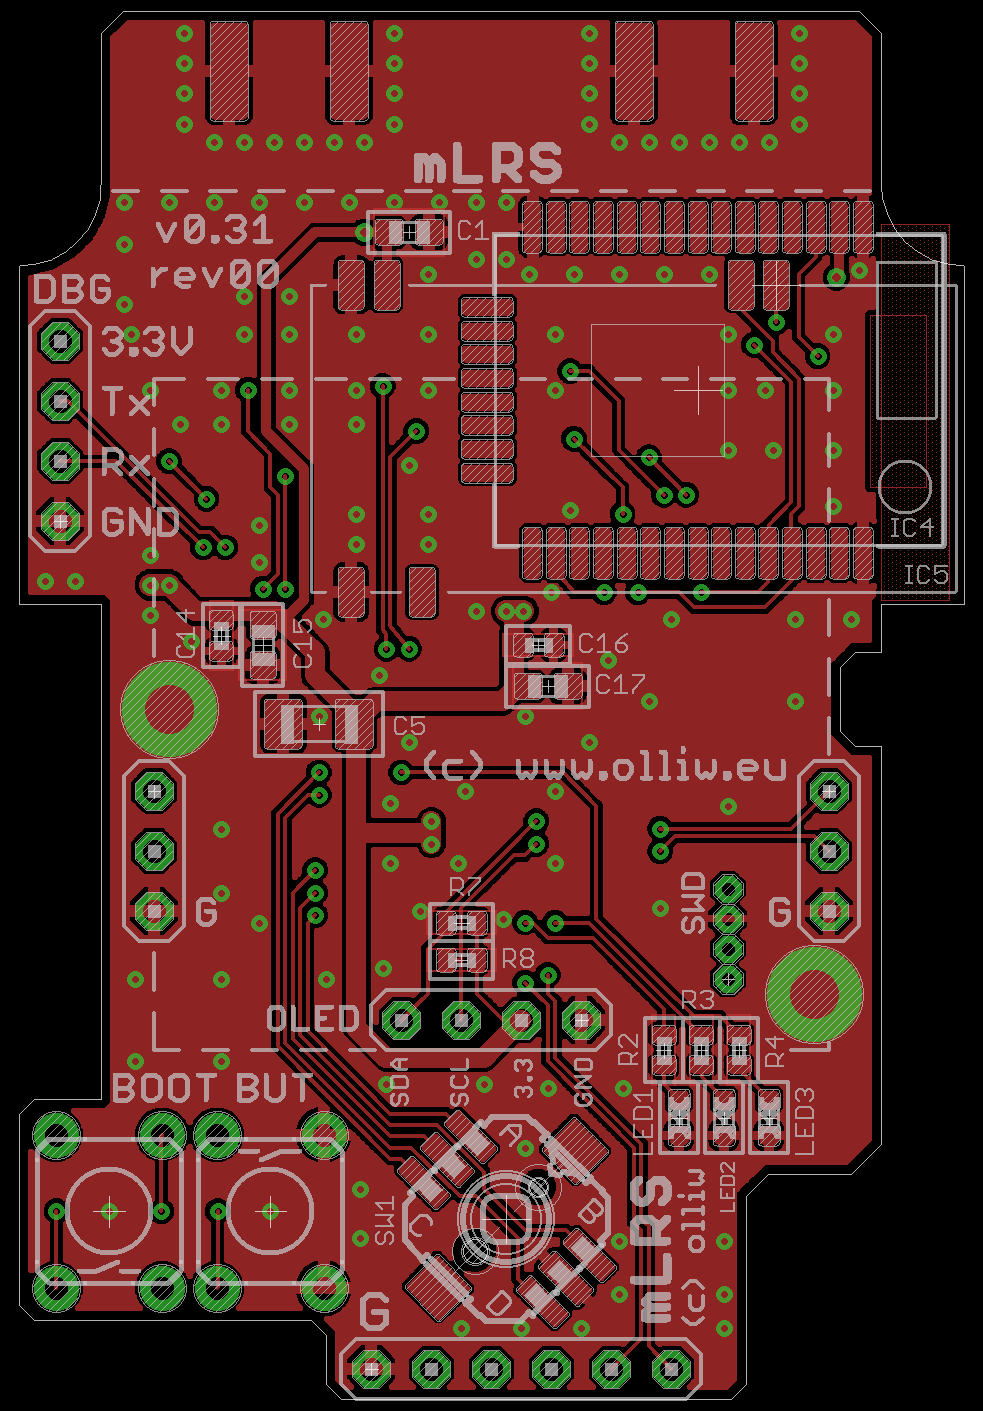 mLRS
v0.31
C1
rev00
DBG
3.3V
Tx
Rx
GND
IC4
IC5
C14
C15
C16
C17
C5
(c) www.olliw.eu
R7
SWD
G
G
R8
OLED
R3
R2
R4
SDA
SCL
3.3
GND
BOOT
BUT
LED1
LED3
LED2
A
B
C
D
SW1
mLRS
(c) olliw
G